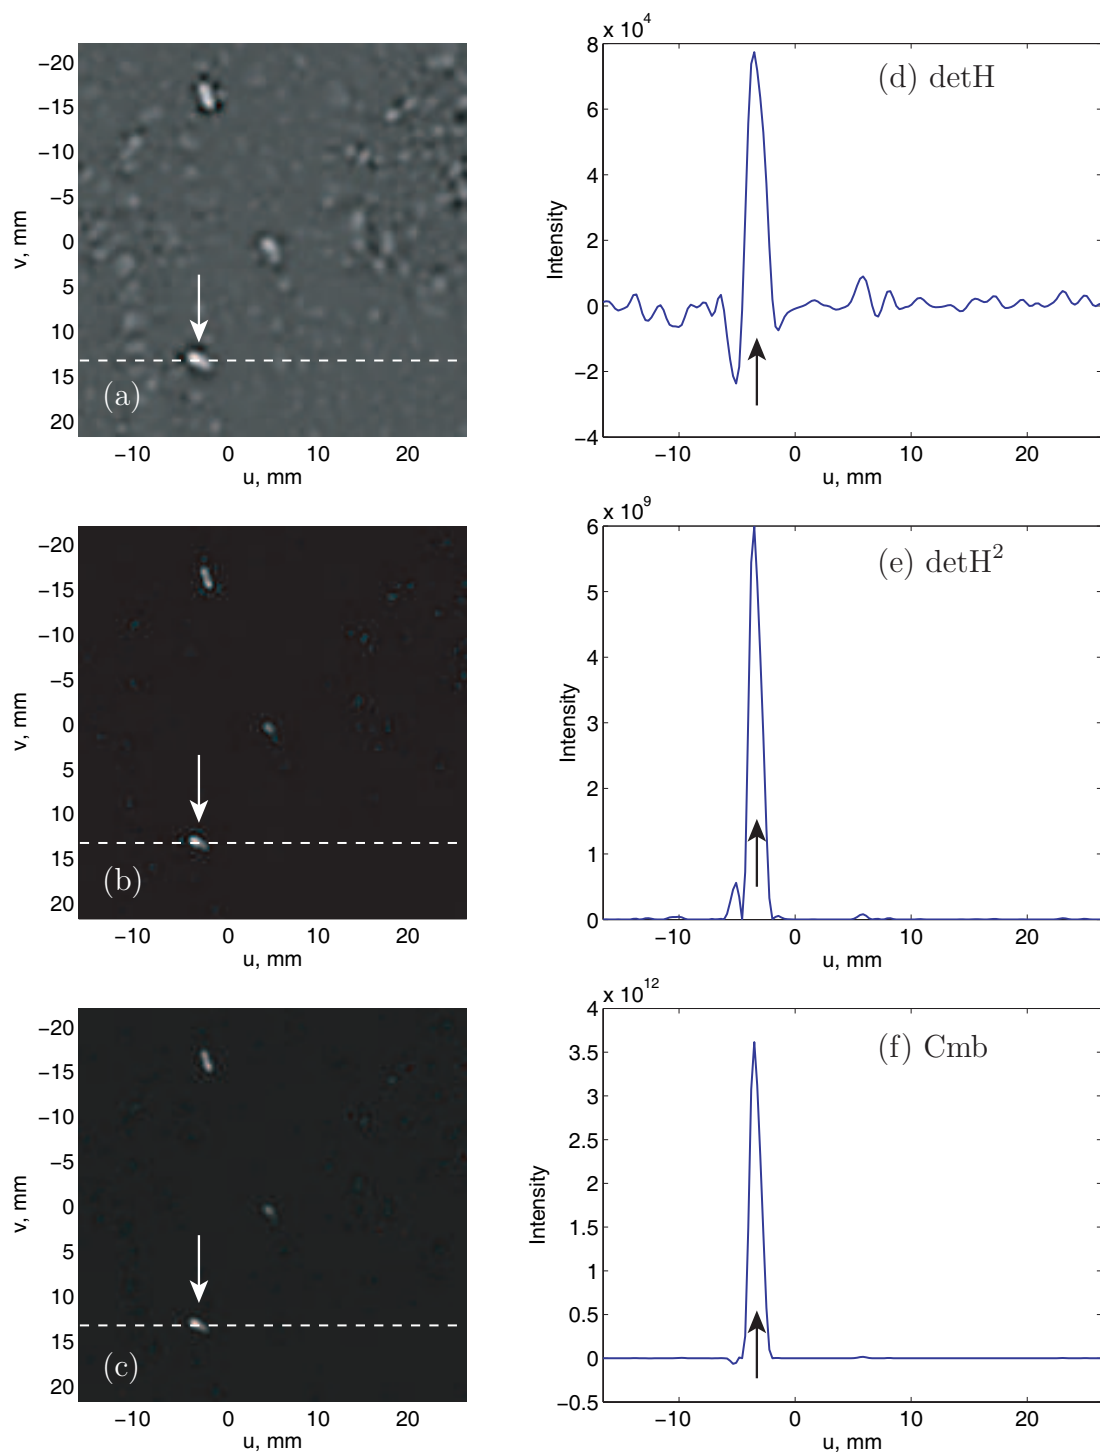 −20
−15
−10
−5
0
5
10
15
20
v, mm
(a)
−10 0 10 20
u, mm
x 10^4
8
6
4
2
0
−2
−4
Intensity
(d) detH
−10 0 10 20
u, mm
−20
−15
−10
−5
0
5
10
15
20
v, mm
(b)
−10 0 10 20
u, mm
x 10^9
6
5
4
3
2
1
0
Intensity
(e) detH^2
−10 0 10 20
u, mm
−20
−15
−10
−5
0
5
10
15
20
v, mm
(c)
−10 0 10 20
u, mm
x 10^12
4
3.5
3
2.5
2
1.5
1
0.5
0
−0.5
Intensity
(f) Cmb
−10 0 10 20
u, mm